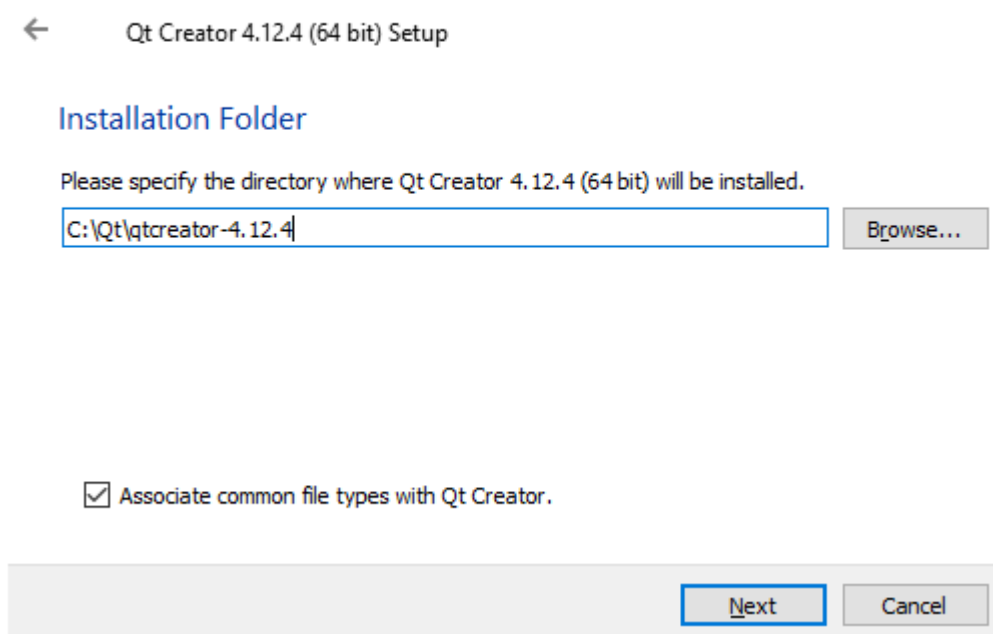 Qt Creator 4.12.4 (64 bit) Setup
Installation Folder
Please specify the directory where Qt Creator 4.12.4 (64 bit) will be installed.
C:\Qt\qtcreator-4.12.4
Browse...
Associate common file types with Qt Creator.
Next
Cancel